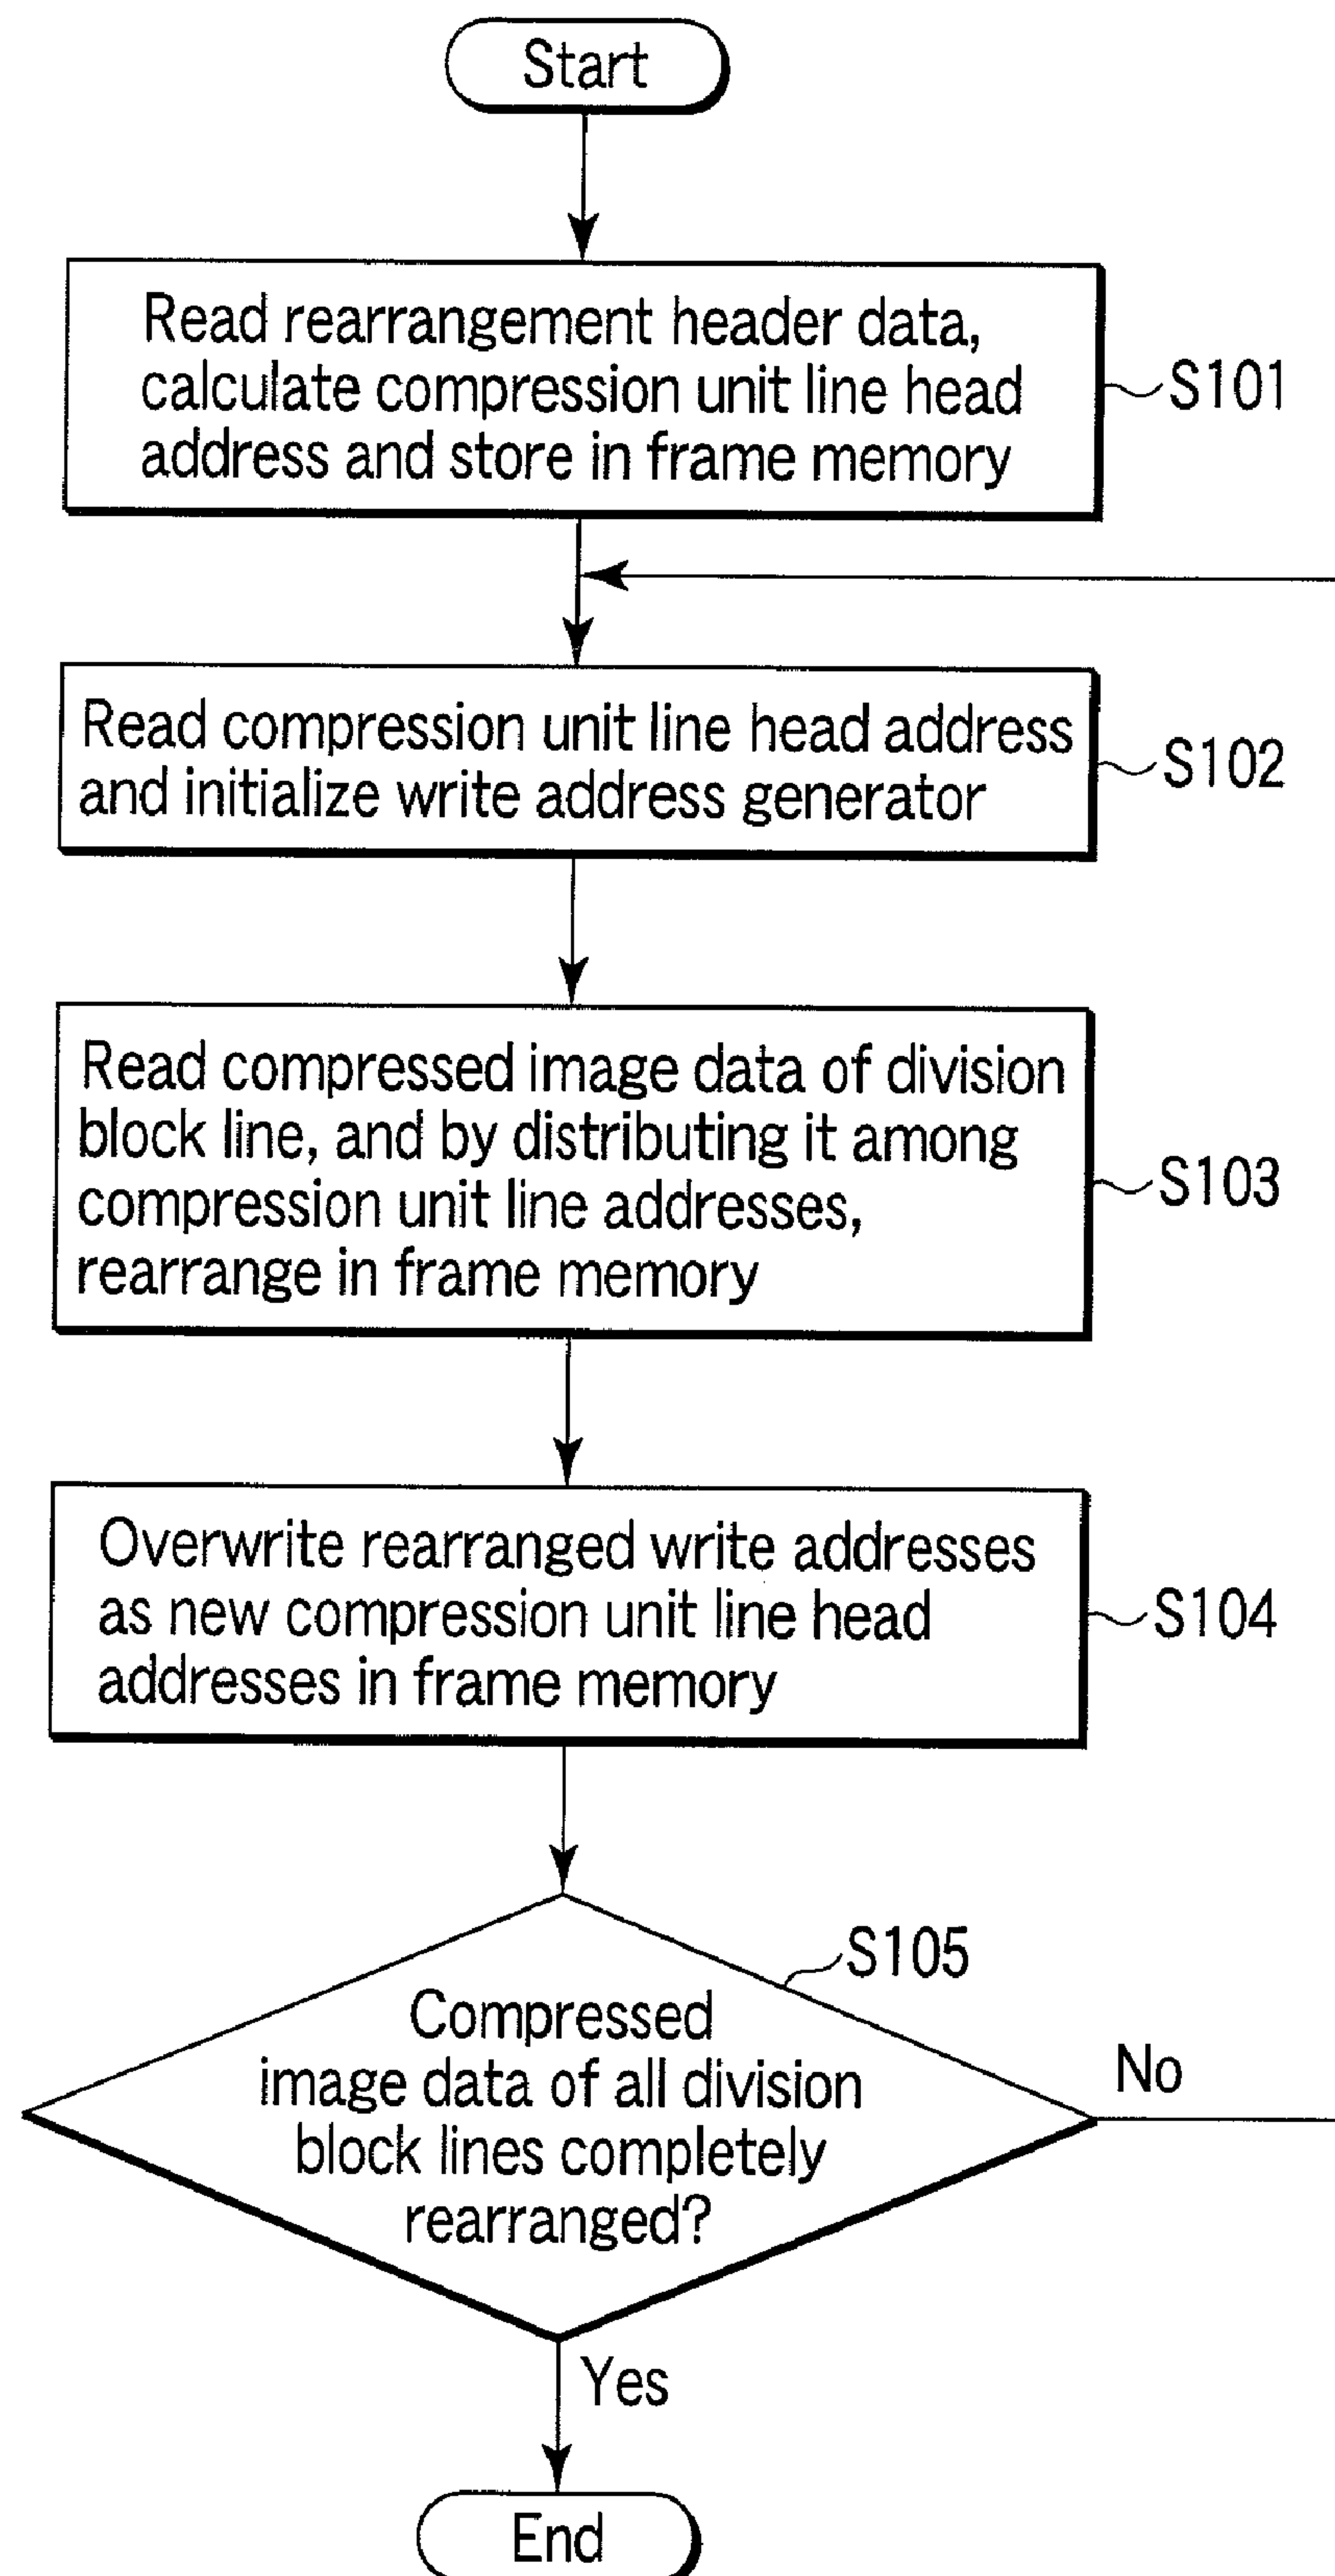 Start
Read rearrangement header data,
calculate compression unit line head
address and store in frame memory
S101
Read compression unit line head address
and initialize write address generator
S102
Read compressed image data of division
block line, and by distributing it among
compression unit line addresses,
rearrange in frame memory
S103
Overwrite rearranged write addresses
as new compression unit line head
addresses in frame memory
S104
S105
Compressed
image data of all division
block lines completely
rearranged?
No
Yes
End